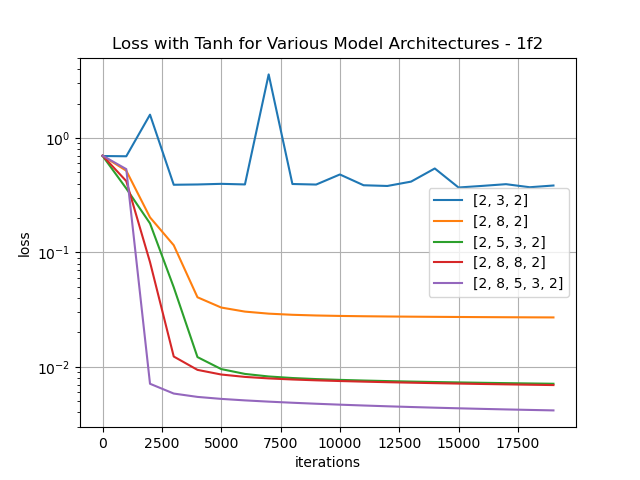 Loss with Tanh for Various Model Architectures - 1f2
10^0
10^-1
10^-2
loss
[2, 3, 2]
[2, 8, 2]
[2, 5, 3, 2]
[2, 8, 8, 2]
[2, 8, 5, 3, 2]
0 2500 5000 7500 10000 12500 15000 17500
iterations